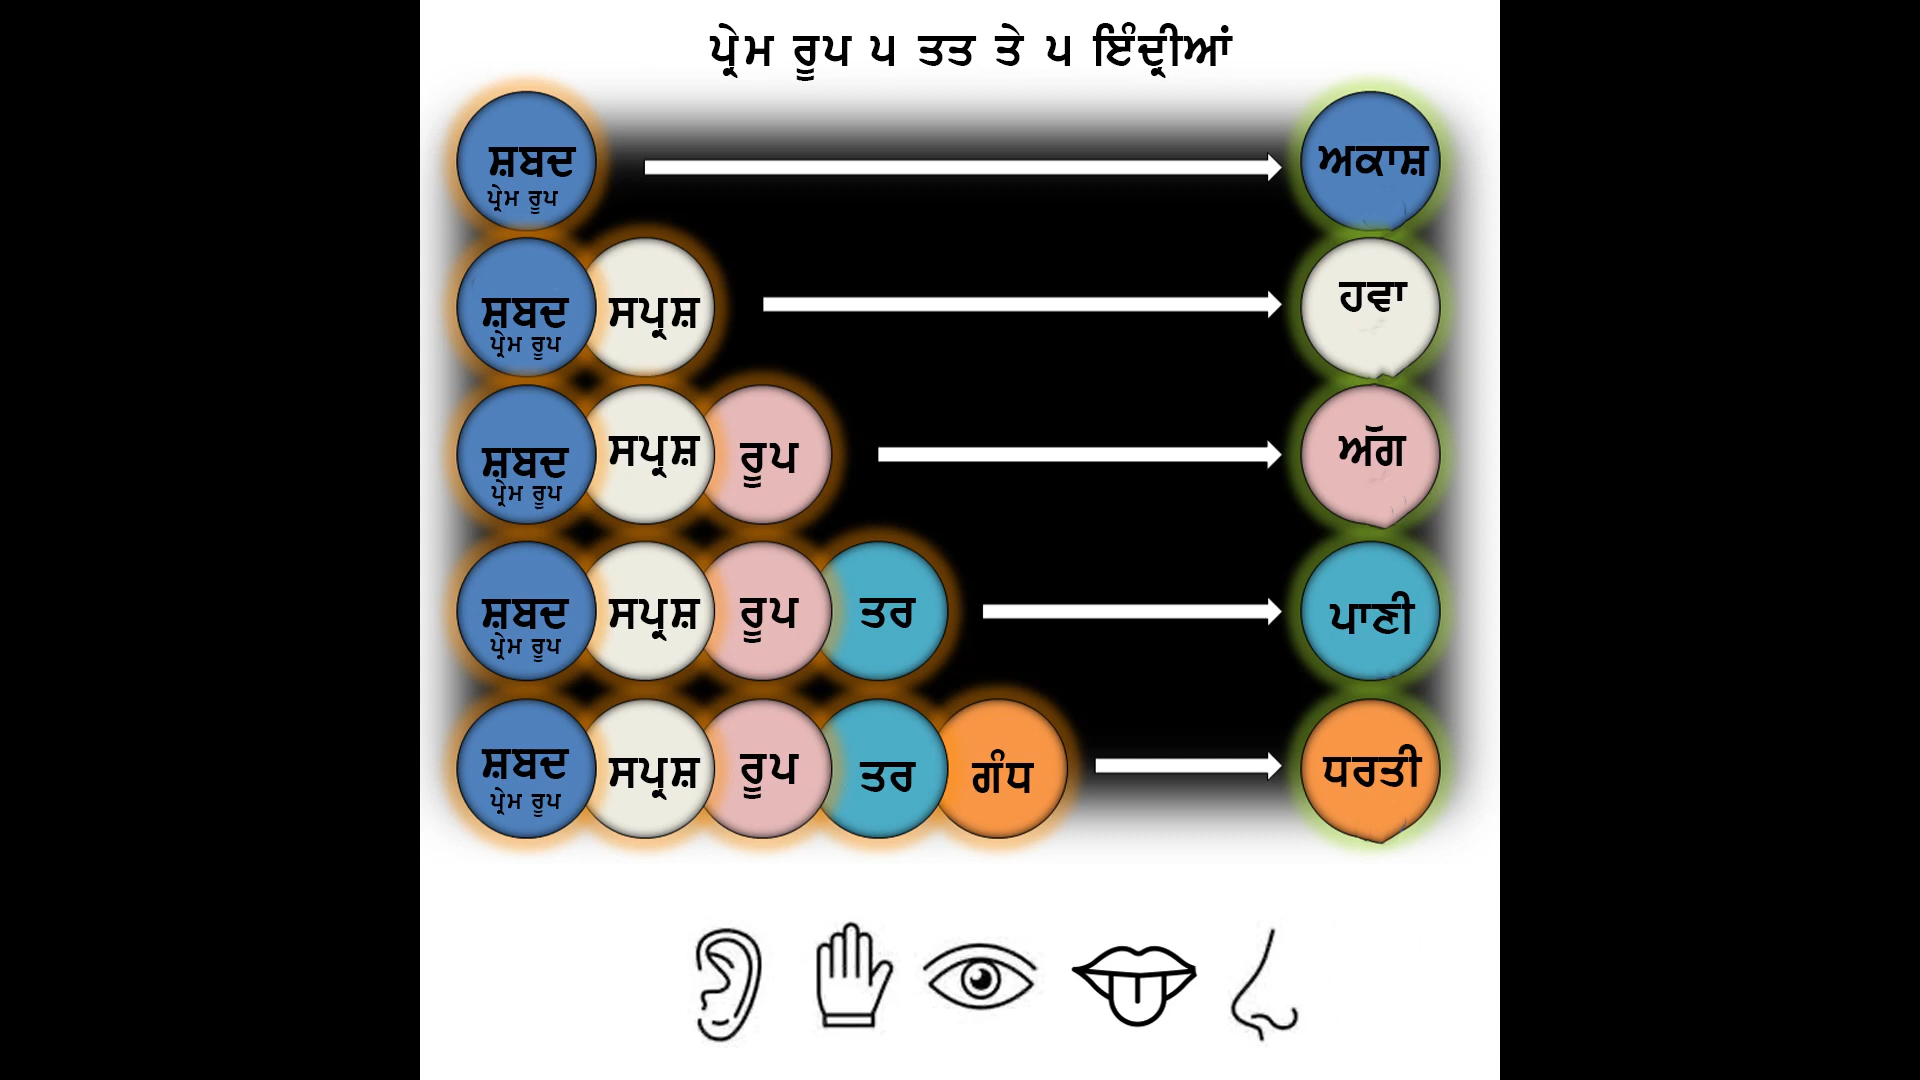 ਪ੍ਰੇਮ ਰੂਪ ੫ ਤਤ ਤੇ ੫ ਇੰਦ੍ਰੀਆਂ
ਸ਼ਬਦ ਅਕਾਸ਼
ਪ੍ਰੇਮ ਰੂਪ
ਸ਼ਬਦ ਸਪ੍ਰਸ਼ ਹਵਾ
ਪ੍ਰੇਮ ਰੂਪ
ਸ਼ਬਦ ਸਪ੍ਰਸ਼ ਰੂਪ ਅੱਗ
ਪ੍ਰੇਮ ਰੂਪ
ਸ਼ਬਦ ਸਪ੍ਰਸ਼ ਰੂਪ ਤਰ ਪਾਣੀ
ਪ੍ਰੇਮ ਰੂਪ
ਸ਼ਬਦ ਸਪ੍ਰਸ਼ ਰੂਪ ਤਰ ਗੰਧ ਧਰਤੀ
ਪ੍ਰੇਮ ਰੂਪ